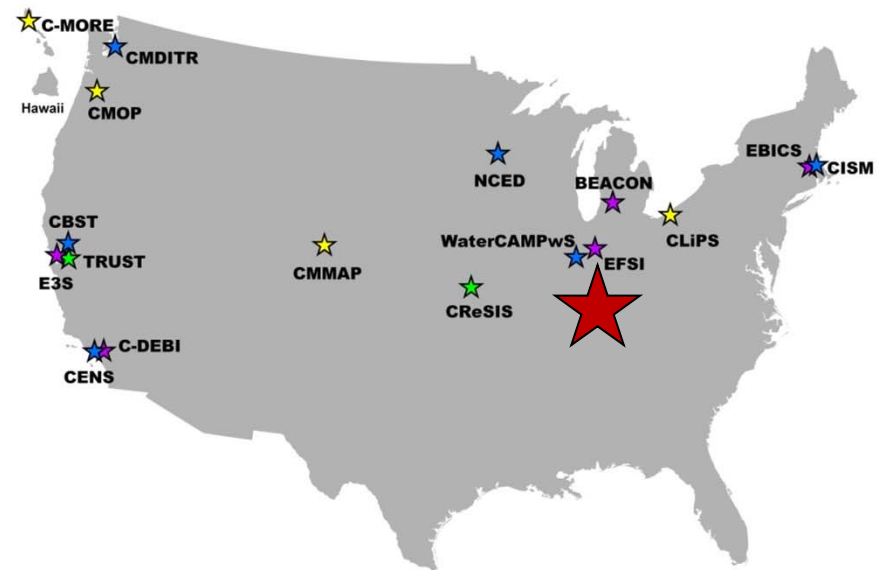 C-MORE
CMDITR
Hawaii
CMOP
EBICS
CISM
NCED
BEACON
CBST
CLiPS
WaterCAMPwS
TRUST
EFSI
E3S
CMMAP
CReSIS
C-DEBI
CENS